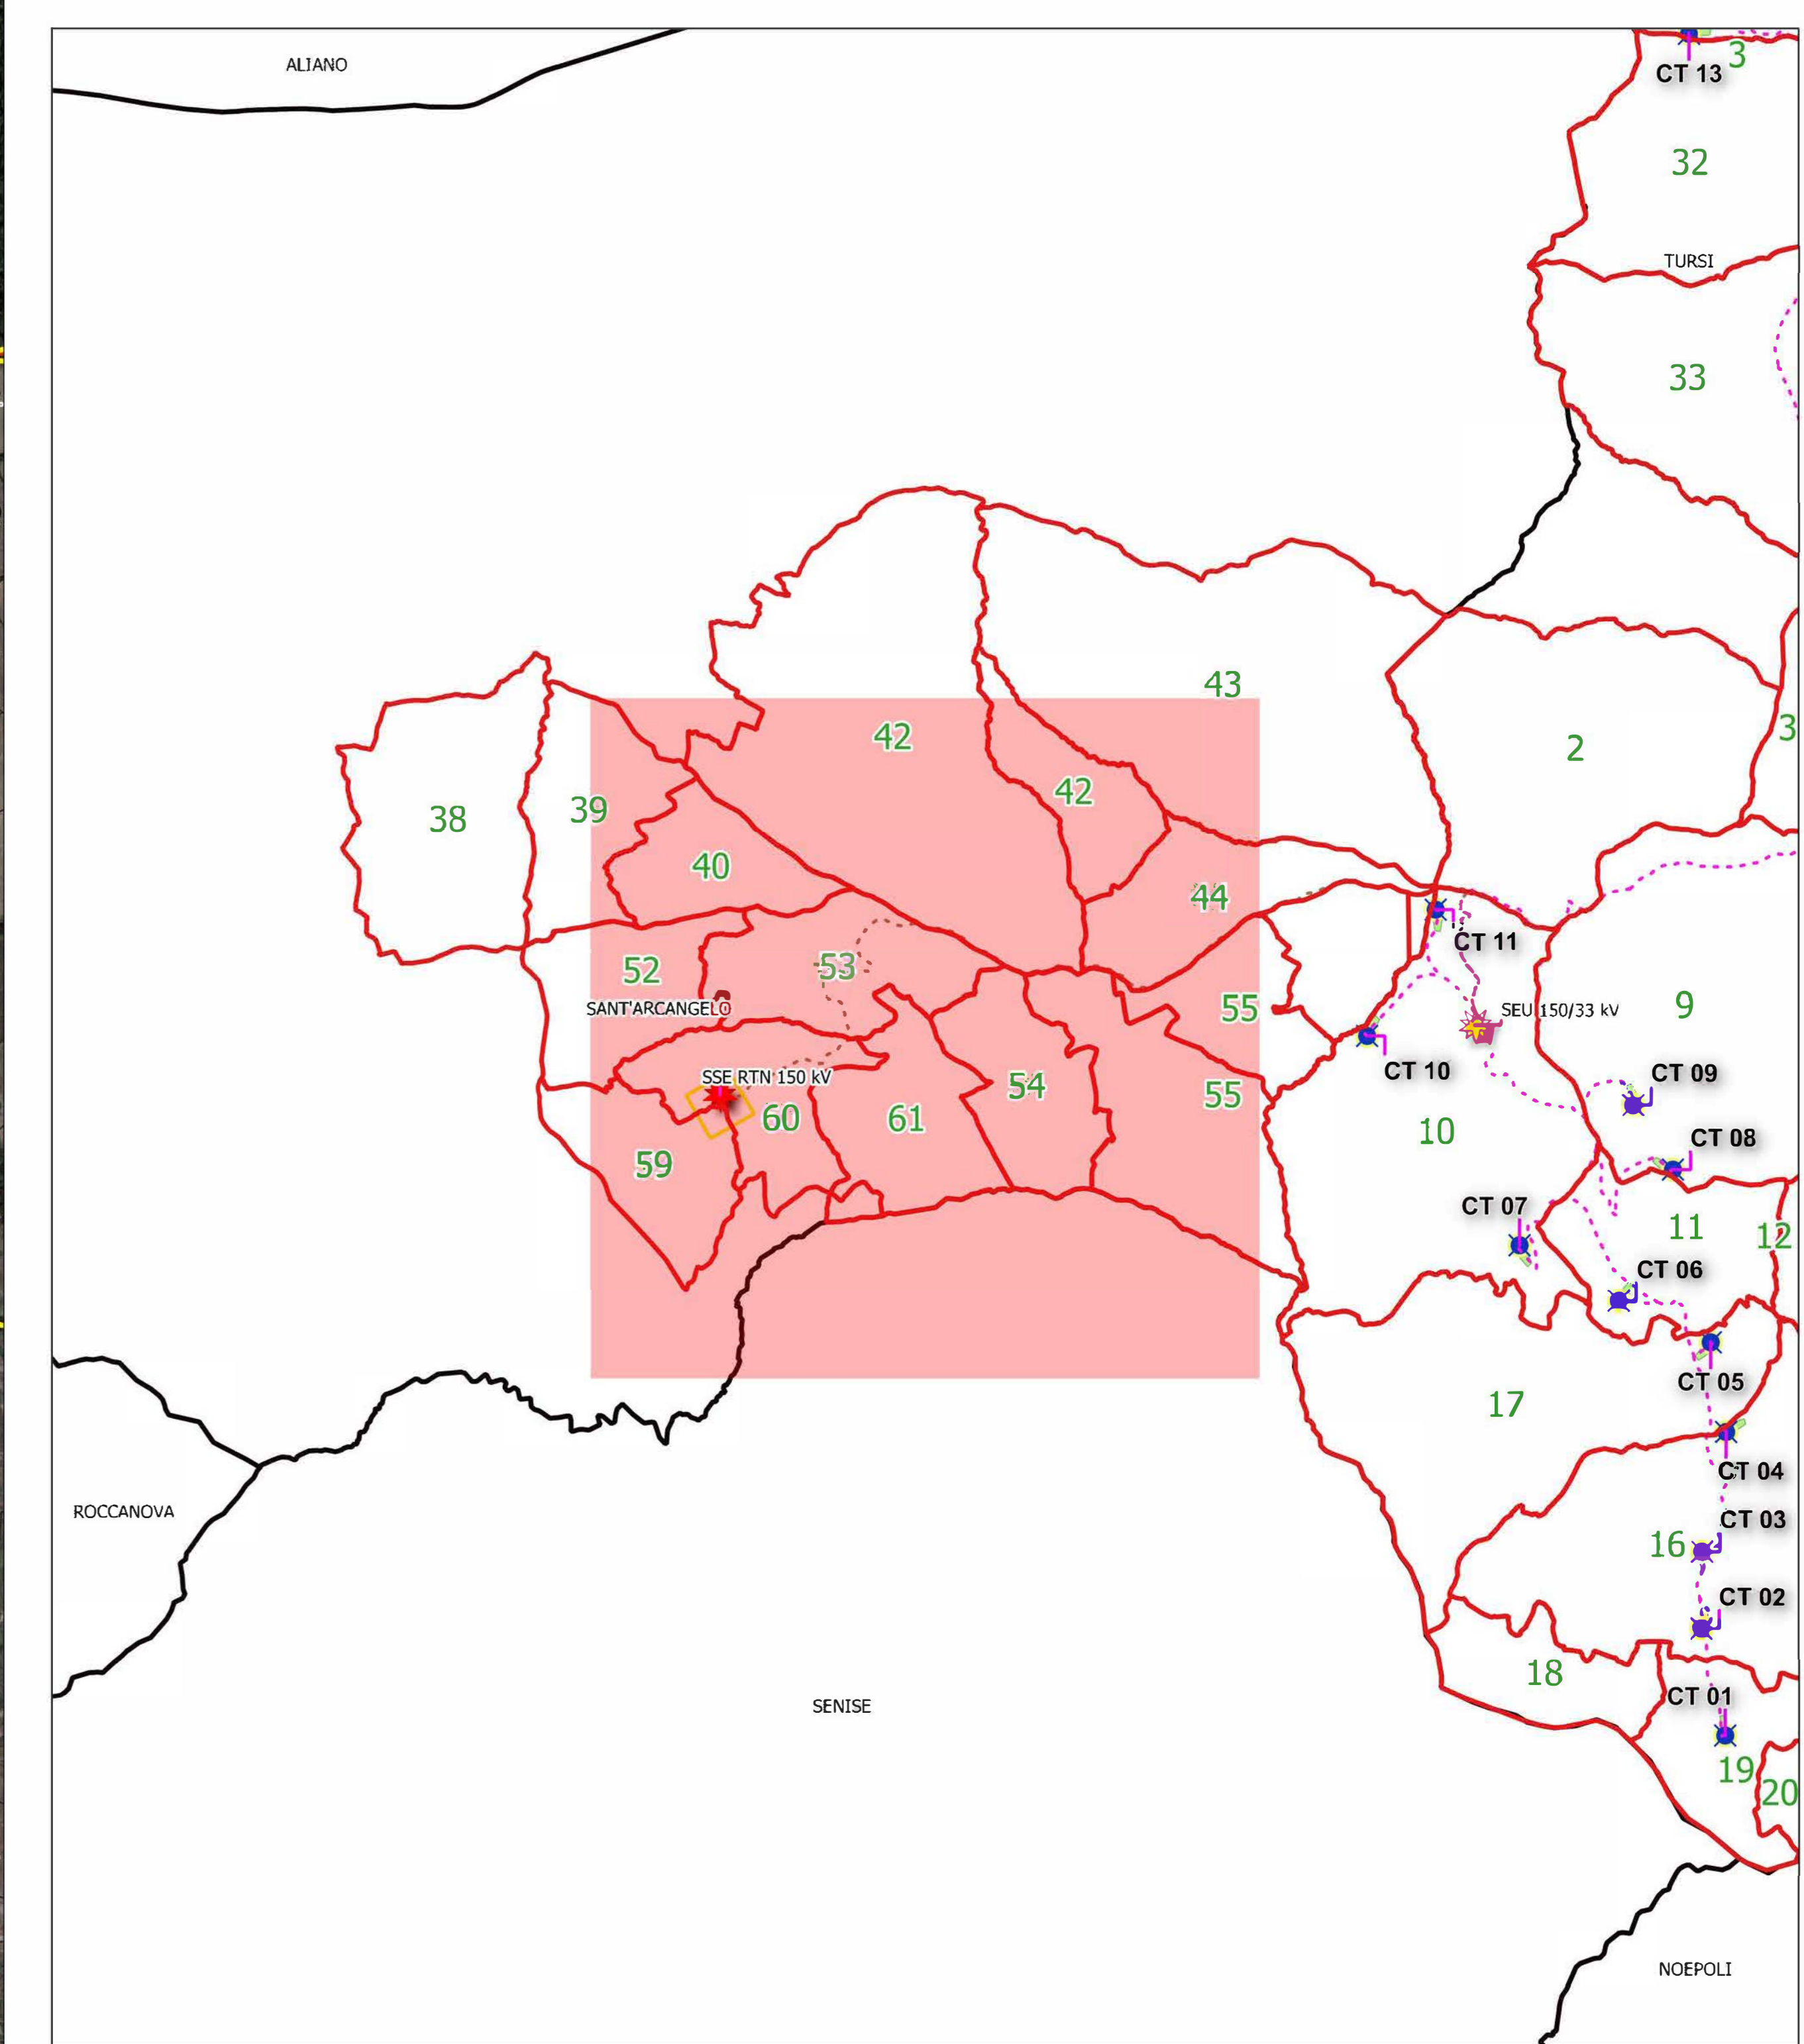 ALIANO
3
CT 13
32
TURSI
33
43
42
2
3
42
39
38
40
44
CT 11
53
52
SANT'ARCANGELO
55
9
SEU 150/33 kV
CT 10
CT 09
SSE RTN 150 kV
54
55
60
61
10
CT 08
59
CT 07
11
12
CT 06
CT 05
17
CT 04
ROCCANOVA
CT 03
16
CT 02
18
CT 01
SENISE
19
20
NOEPOLI